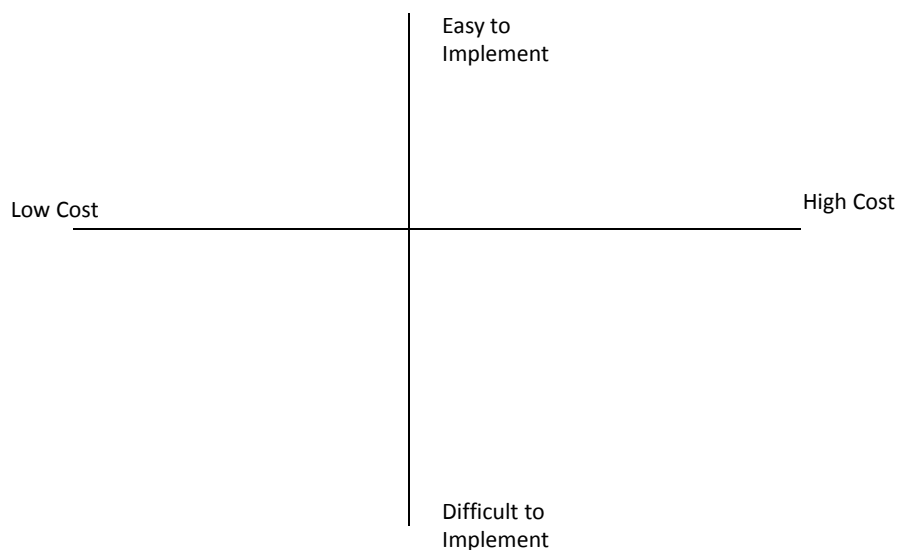 Easy to
Implement
Low Cost
High Cost
Difficult to
Implement